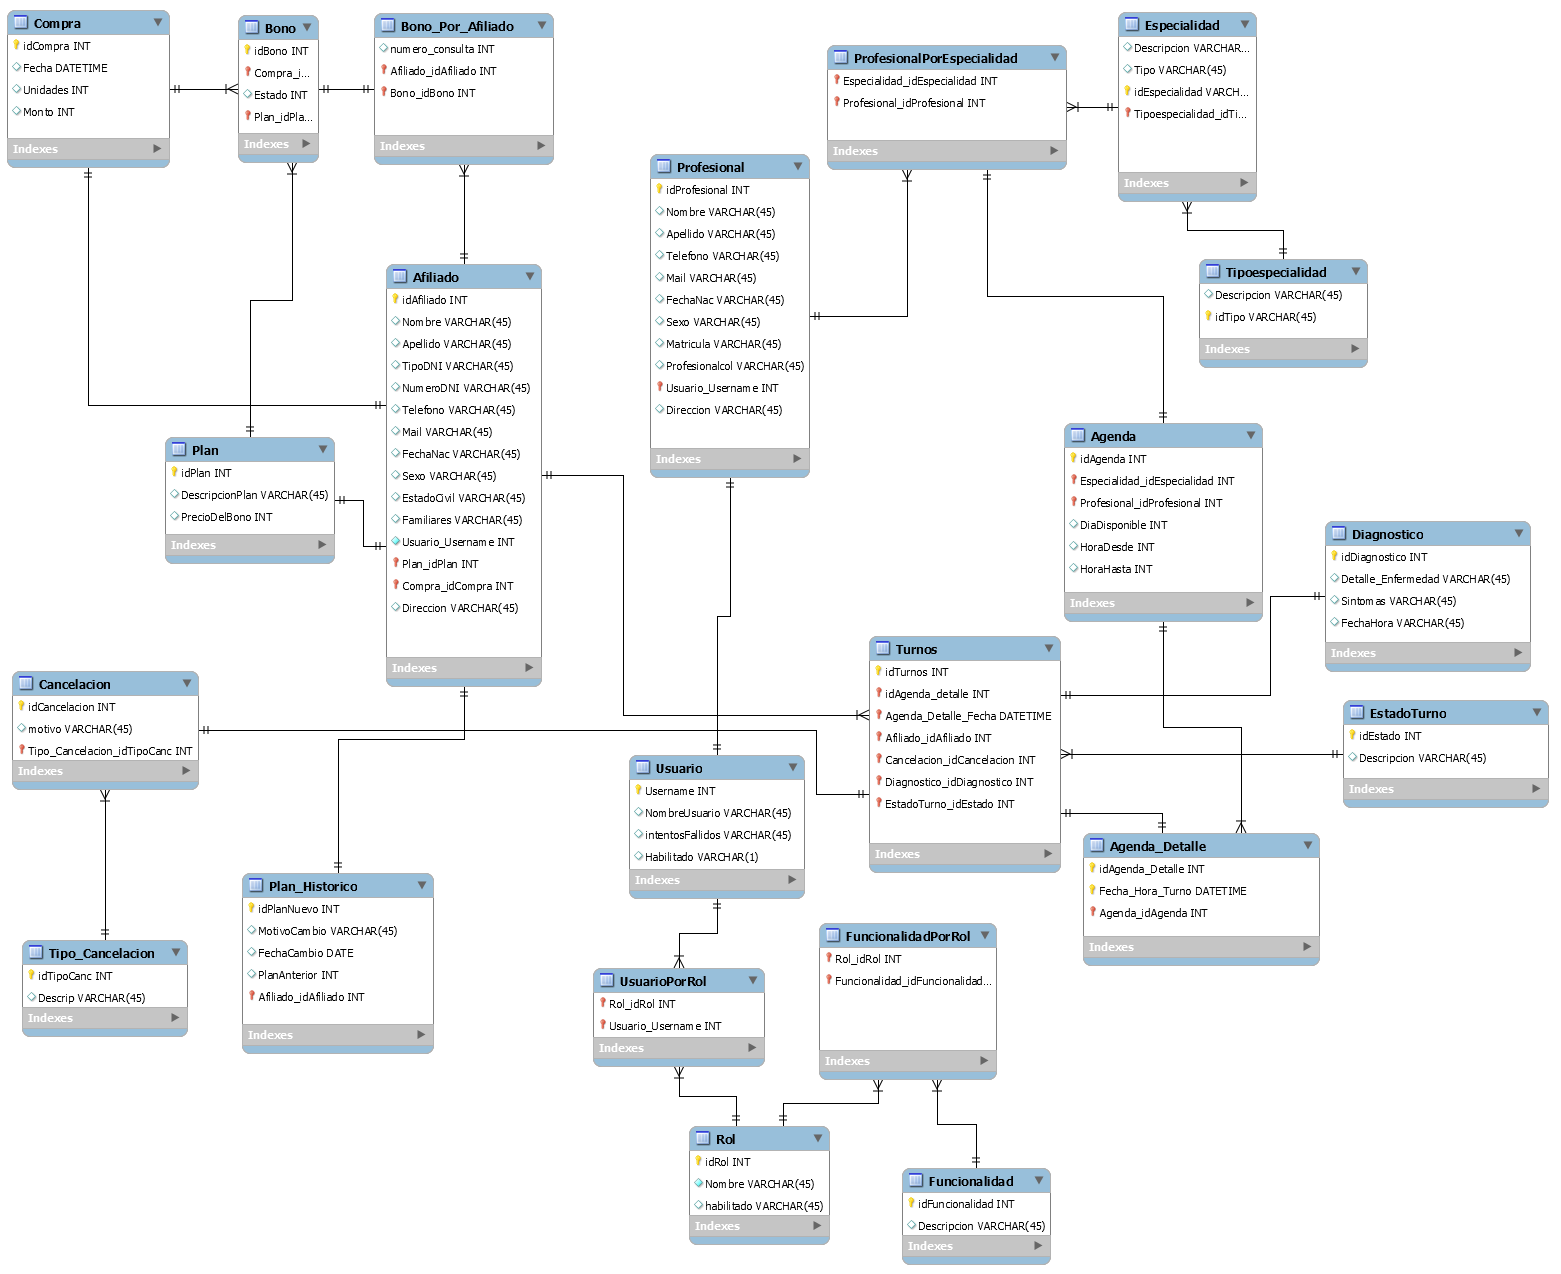 Compra
idCompra INT
Fecha DATETIME
Unidades INT
Monto INT
Indexes
Bono
idBono INT
Compra_i...
Estado INT
Plan_idPla...
Indexes
Bono_Por_Afiliado
numero_consulta INT
Afiliado_idAfiliado INT
Bono_idBono INT
Indexes
ProfesionalPorEspecialidad
Especialidad_idEspecialidad INT
Profesional_idProfesional INT
Indexes
Especialidad
Descripcion VARCHAR...
Tipo VARCHAR(45)
idEspecialidad VARCH...
Tipoespecialidad_idTi...
Indexes
Profesional
idProfesional INT
Nombre VARCHAR(45)
Apellido VARCHAR(45)
Telefono VARCHAR(45)
Mail VARCHAR(45)
FechaNac VARCHAR(45)
Sexo VARCHAR(45)
Matricula VARCHAR(45)
Profesionalcol VARCHAR(45)
Usuario_Username INT
Direccion VARCHAR(45)
Indexes
Tipoespecialidad
Descripcion VARCHAR(45)
idTipo VARCHAR(45)
Indexes
Afiliado
idAfiliado INT
Nombre VARCHAR(45)
Apellido VARCHAR(45)
TipoDNI VARCHAR(45)
NumeroDNI VARCHAR(45)
Telefono VARCHAR(45)
Mail VARCHAR(45)
FechaNac VARCHAR(45)
Sexo VARCHAR(45)
EstadoCivil VARCHAR(45)
Familiares VARCHAR(45)
Usuario_Username INT
Plan_idPlan INT
Compra_idCompra INT
Direccion VARCHAR(45)
Indexes
Plan
idPlan INT
DescripcionPlan VARCHAR(45)
PrecioDelBono INT
Indexes
Agenda
idAgenda INT
Especialidad_idEspecialidad INT
Profesional_idProfesional INT
DiaDisponible INT
HoraDesde INT
HoraHasta INT
Indexes
Diagnostico
idDiagnostico INT
Detalle_Enfermedad VARCHAR(45)
Sintomas VARCHAR(45)
FechaHora VARCHAR(45)
Indexes
Turnos
idTurnos INT
idAgenda_detalle INT
Agenda_Detalle_Fecha DATETIME
Afiliado_idAfiliado INT
Cancelacion_idCancelacion INT
Diagnostico_idDiagnostico INT
EstadoTurno_idEstado INT
Indexes
Cancelacion
idCancelacion INT
motivo VARCHAR(45)
Tipo_Cancelacion_idTipoCanc INT
Indexes
EstadoTurno
idEstado INT
Descripcion VARCHAR(45)
Indexes
Usuario
Username INT
NombreUsuario VARCHAR(45)
intentosFallidos VARCHAR(45)
Habilitado VARCHAR(1)
Indexes
Agenda_Detalle
idAgenda_Detalle INT
Fecha_Hora_Turno DATETIME
Agenda_idAgenda INT
Indexes
Plan_Historico
idPlanNuevo INT
MotivoCambio VARCHAR(45)
FechaCambio DATE
PlanAnterior INT
Afiliado_idAfiliado INT
Indexes
Tipo_Cancelacion
idTipoCanc INT
Descrip VARCHAR(45)
Indexes
FuncionalidadPorRol
Rol_idRol INT
Funcionalidad_idFuncionalidad...
Indexes
UsuarioPorRol
Rol_idRol INT
Usuario_Username INT
Indexes
Rol
idRol INT
Nombre VARCHAR(45)
habilitado VARCHAR(45)
Indexes
Funcionalidad
idFuncionalidad INT
Descripcion VARCHAR(45)
Indexes